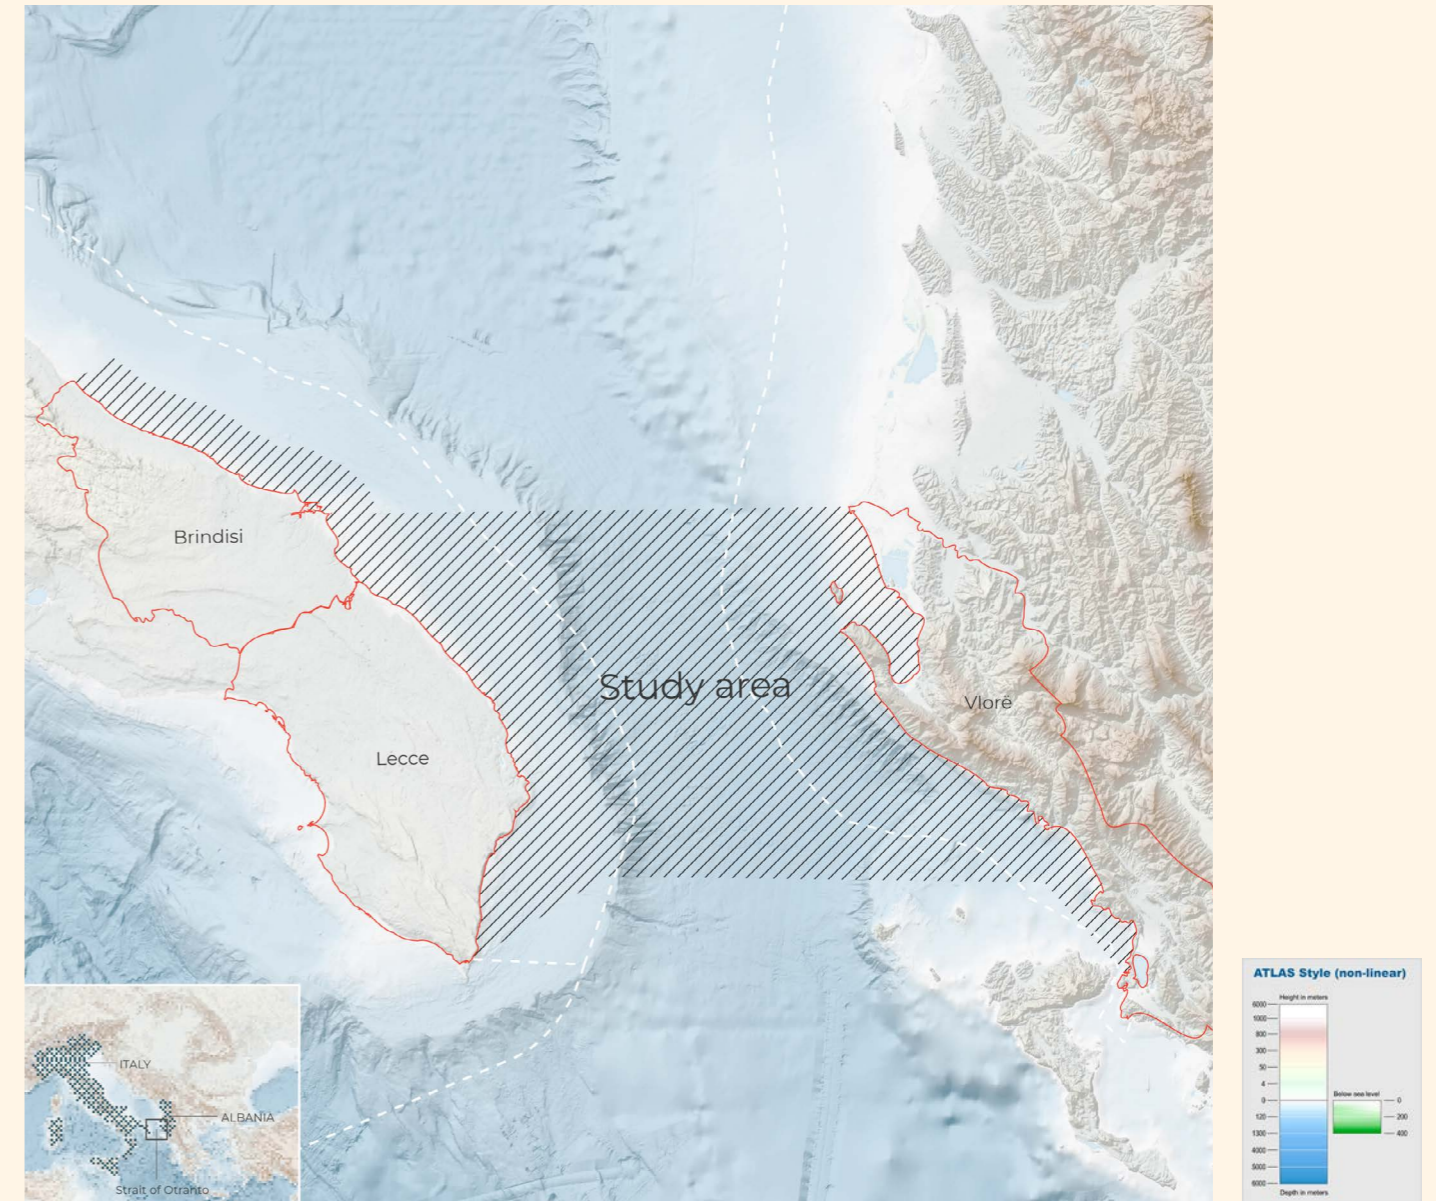 Brindisi
Study area
Vlorë
Lecce
ITALY
ALBANIA
Strait of Otranto
ATLAS Style (non-linear)
Height in meters
6000
1000
800
300
50
4
0
120
1300
4000
5000
6000
Below sea level
0
200
400
Depth in meters